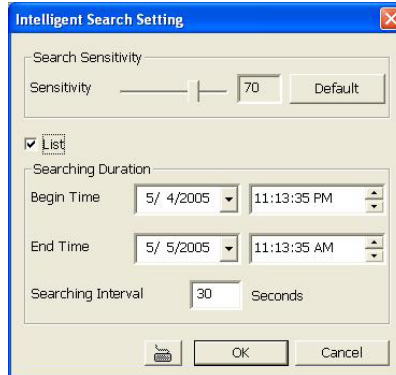 Intelligent Search Setting
Search Sensitivity
Sensitivity 70 Default
List
Searching Duration
Begin Time 5/ 4/2005 11:13:35 PM
End Time 5/ 5/2005 11:13:35 AM
Searching Interval 30 Seconds
OK Cancel